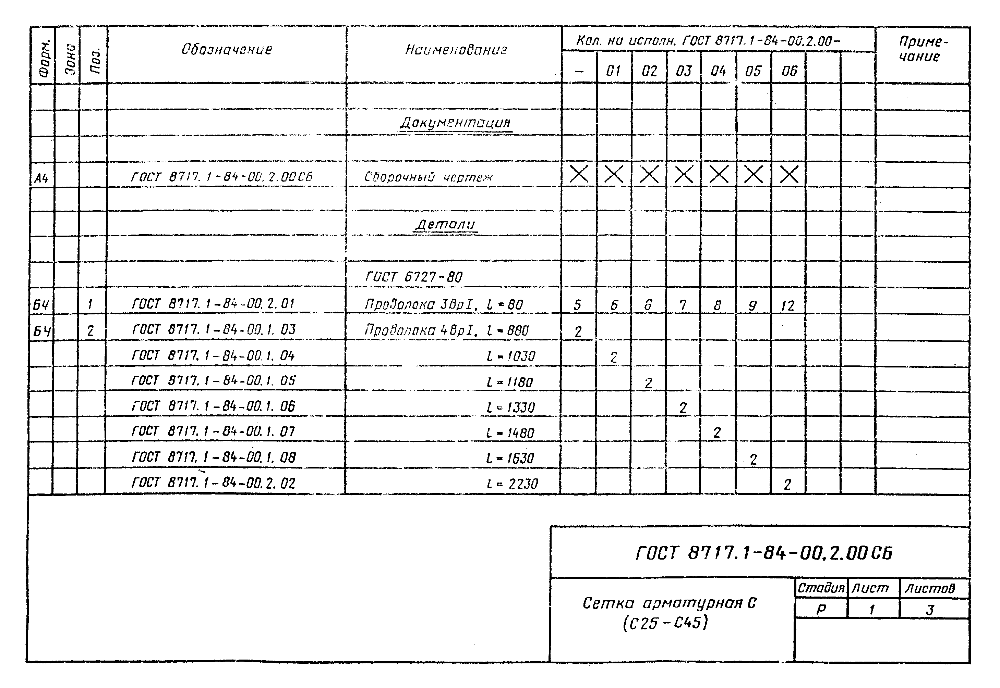 Форм.
Зона
Поз.
Обозначение
Наименование
Кол. на исполн. ГОСТ 8717.1-84-00.2.00-
Приме-
чание
– 01 02 03 04 05 06
Документация
А4 ГОСТ 8717.1-84-00.2.00СБ Сборочный чертеж X X X X X X X
Детали
ГОСТ 6727-80
БЧ 1 ГОСТ 8717.1-84-00.2.01 Проволока 3ВрI, l=80 5 6 6 7 8 9 12
БЧ 2 ГОСТ 8717.1-84-00.1.03 Проволока 4ВрI, l=880 2
ГОСТ 8717.1-84-00.1.04 l=1030 2
ГОСТ 8717.1-84-00.1.05 l=1180 2
ГОСТ 8717.1-84-00.1.06 l=1330 2
ГОСТ 8717.1-84-00.1.07 l=1480 2
ГОСТ 8717.1-84-00.1.08 l=1630 2
ГОСТ 8717.1-84-00.2.02 l=2230 2
ГОСТ 8717.1-84-00.2.00СБ
Сетка арматурная С
(С25-С45)
Стадия Лист Листов
Р 1 3